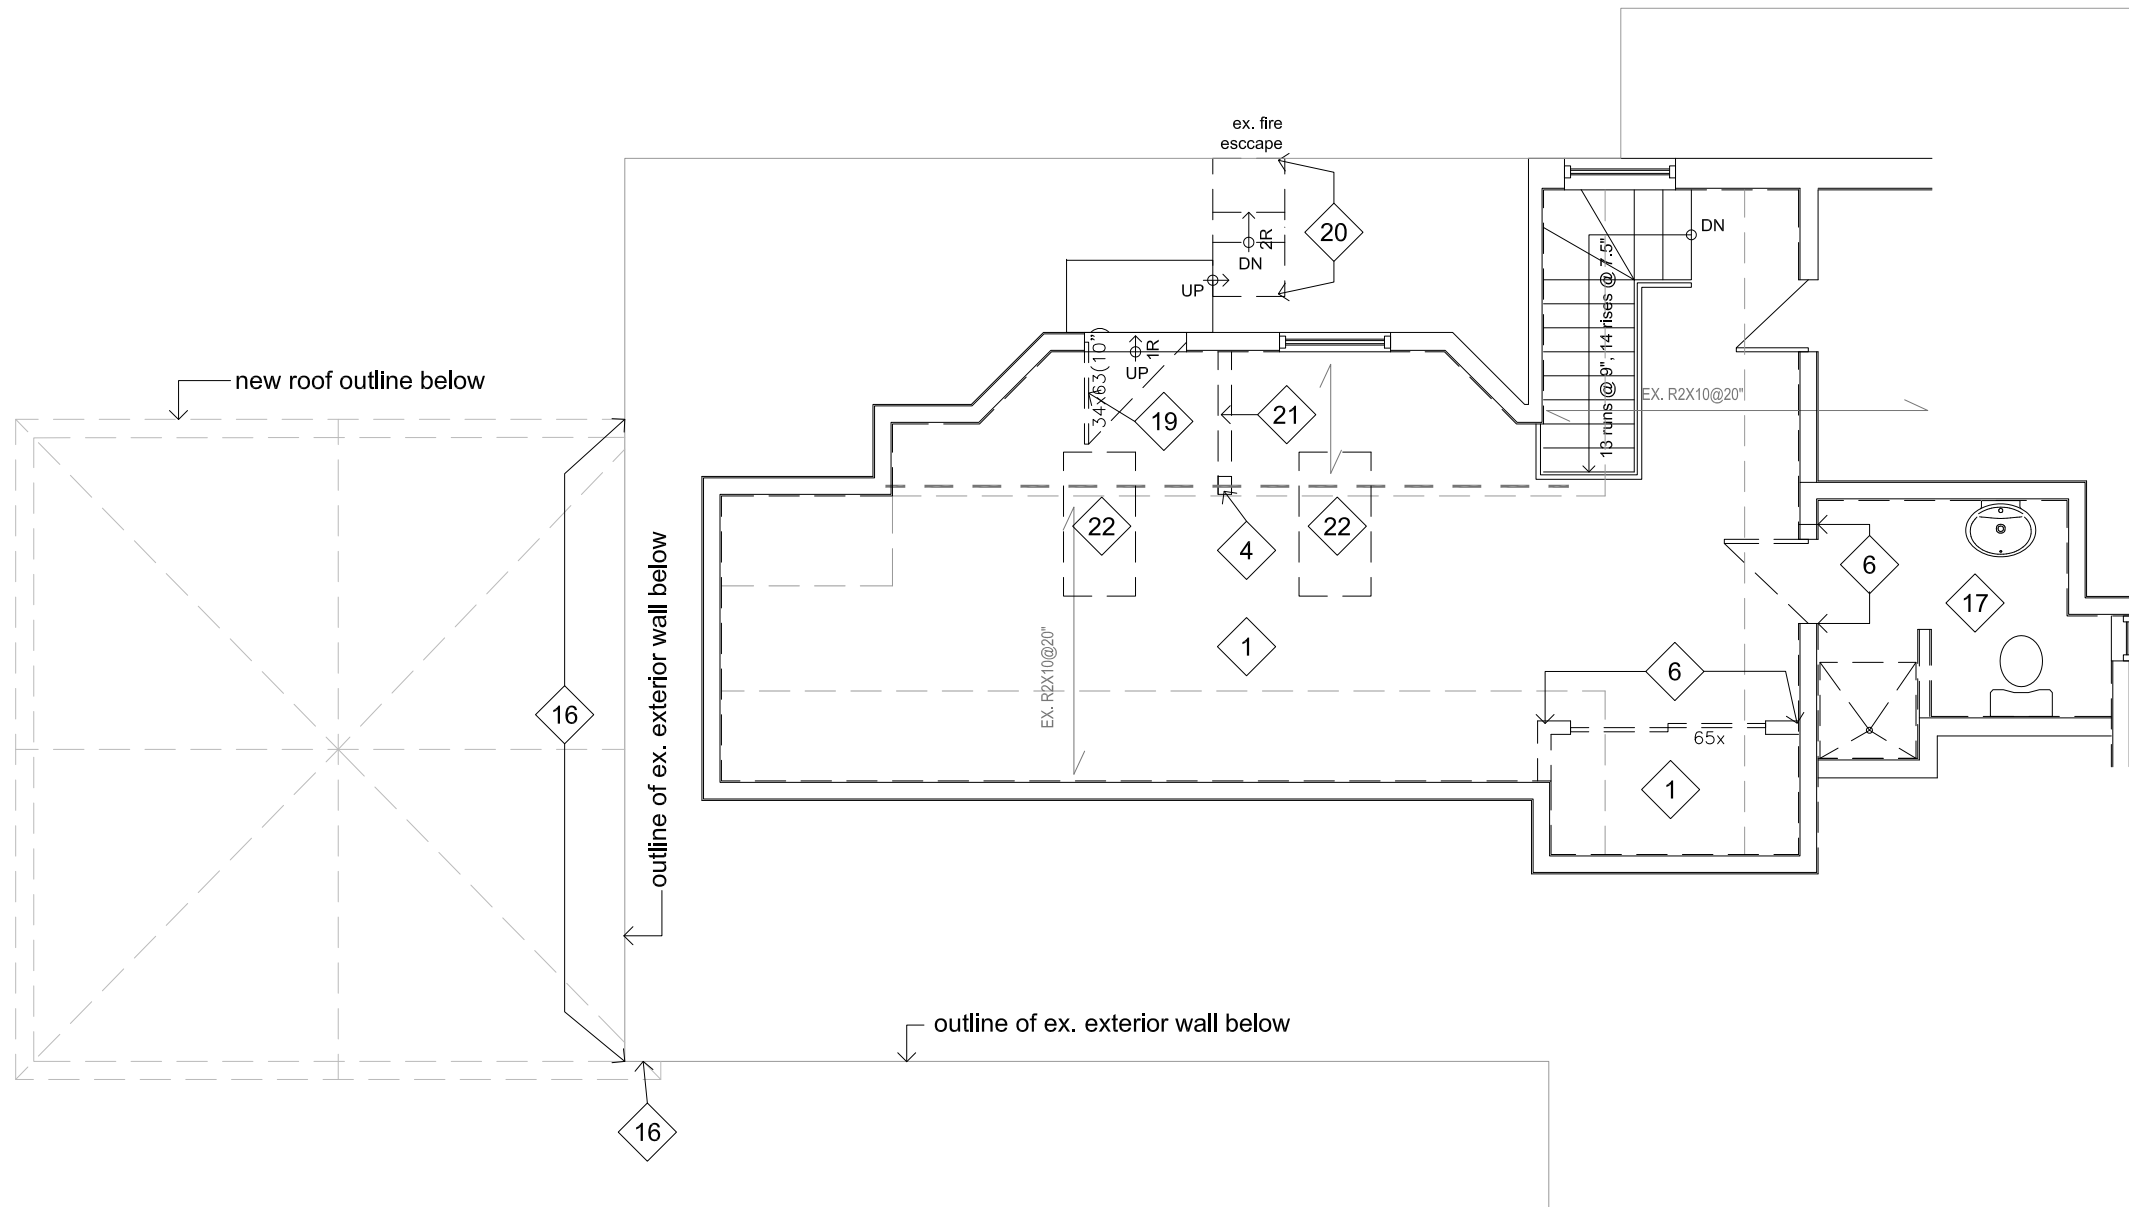 ex. fire
esccape
20
2R
DN
UP
DN
13 runs @ 9", 14 rises @ 7.5"
EX. R2X10@20"
new roof outline below
34x63(10")
1R
UP
19
21
22
22
4
6
17
outline of ex. exterior wall below
EX. R2X10@20"
1
6
16
65x
1
outline of ex. exterior wall below
16